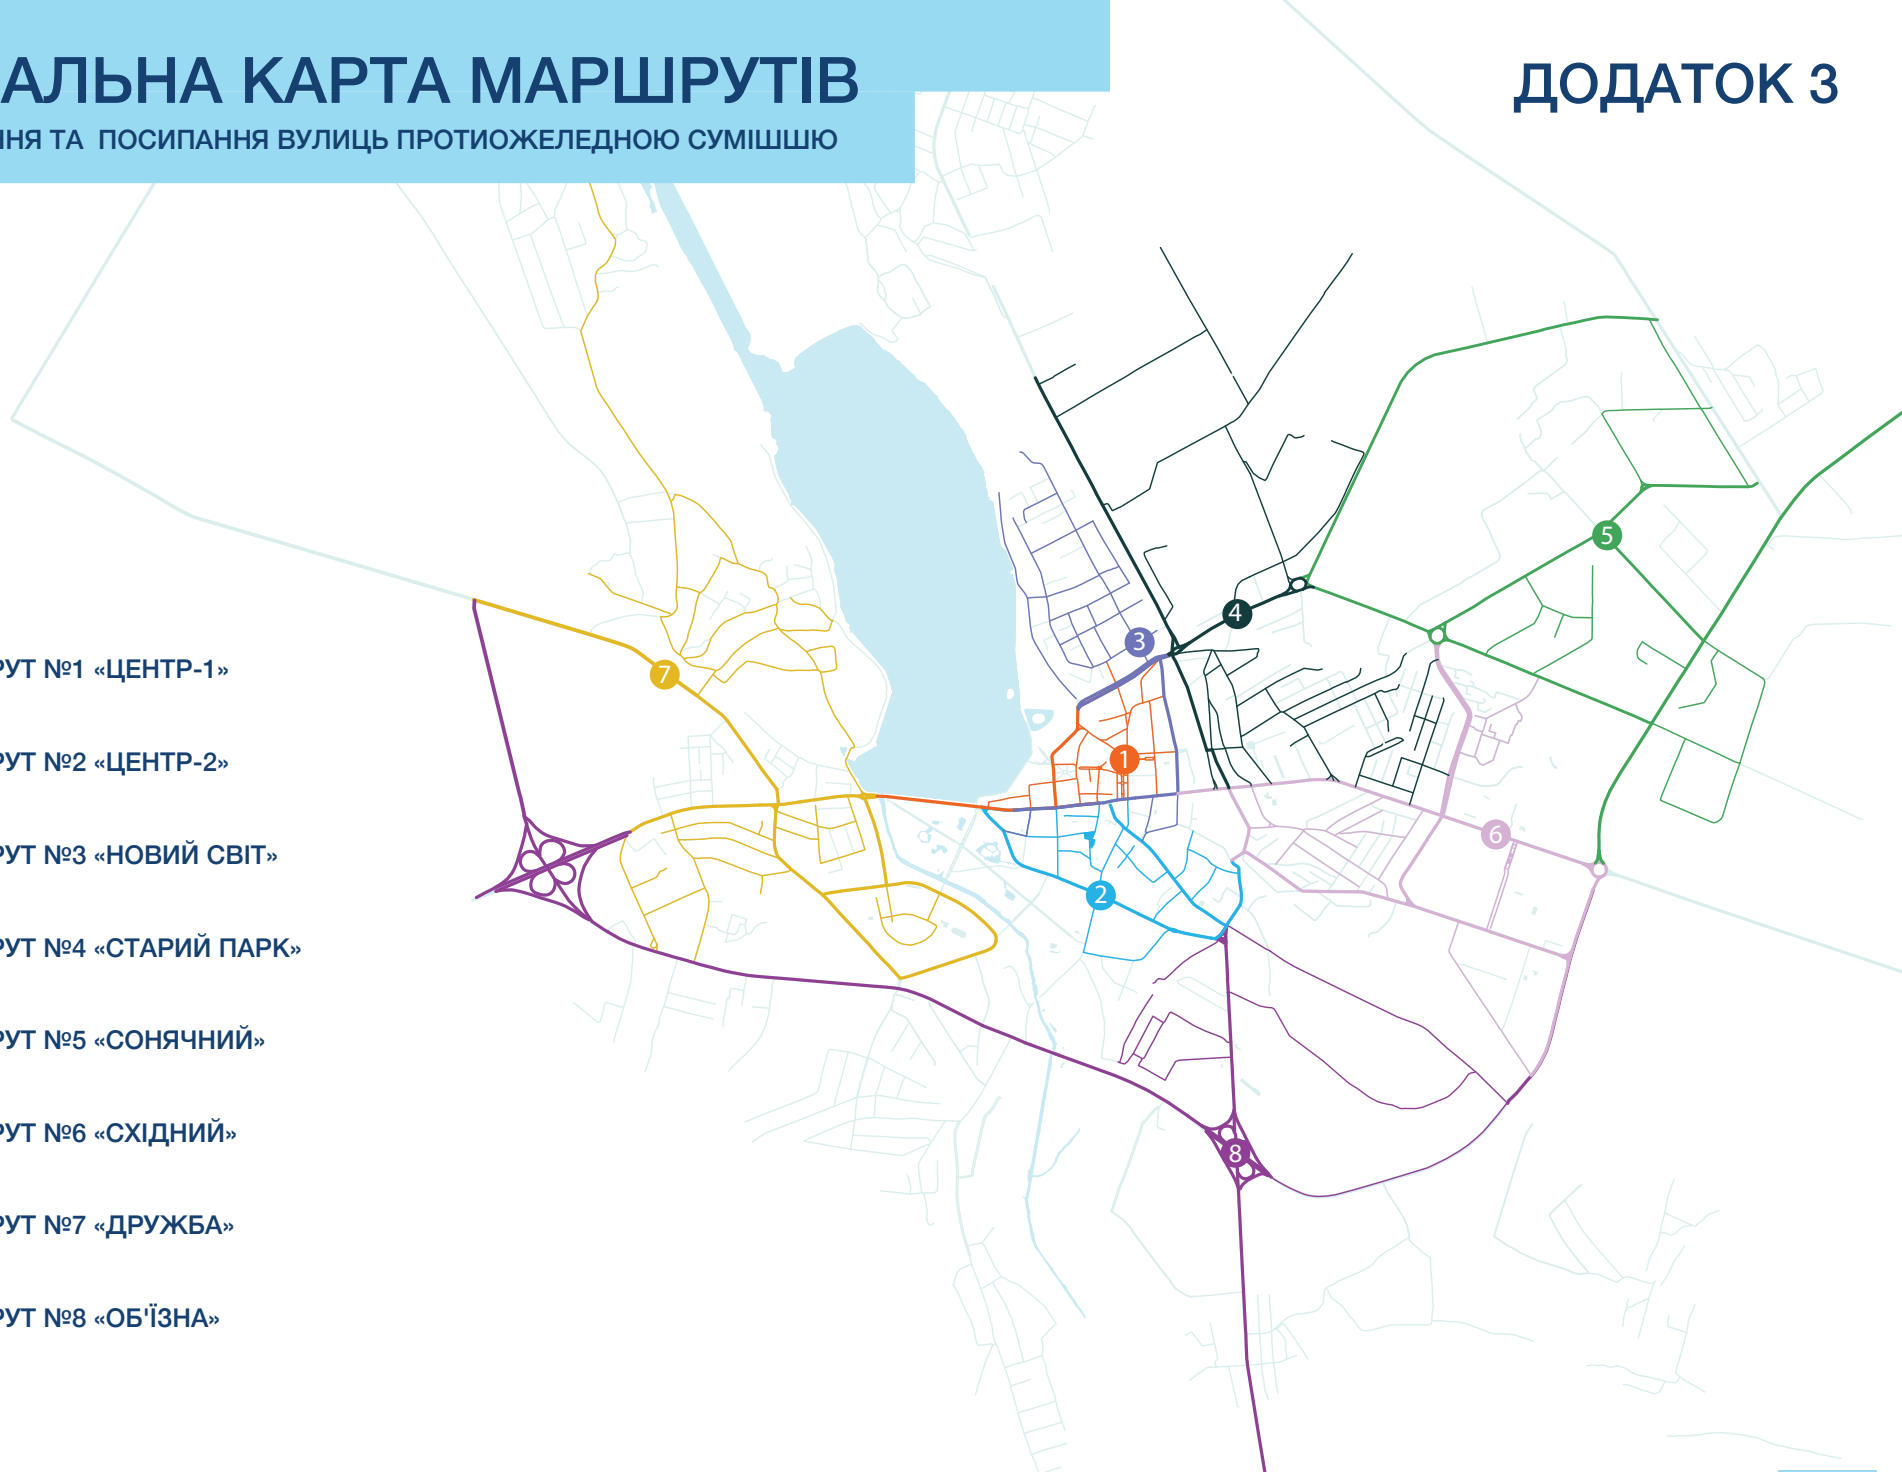 АЛЬНА КАРТА МАРШРУТІВ
ННЯ ТА ПОСИПАННЯ ВУЛИЦЬ ПРОТИОЖЕЛЕДНОЮ СУМІШШЮ
ДОДАТОК 3
РУТ №1 «ЦЕНТР-1»
РУТ №2 «ЦЕНТР-2»
РУТ №3 «НОВИЙ СВІТ»
РУТ №4 «СТАРИЙ ПАРК»
РУТ №5 «СОНЯЧНИЙ»
РУТ №6 «СХІДНИЙ»
РУТ №7 «ДРУЖБА»
РУТ №8 «ОБ'ЇЗНА»
5
4
3
7
1
6
2
8